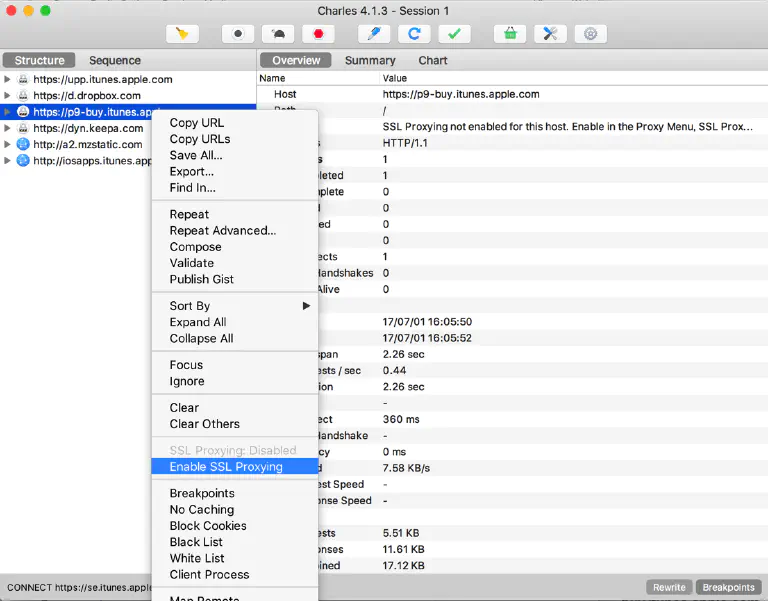 Charles 4.1.3 - Session 1
Structure
Sequence
Overview
Summary
Chart
https://upp.itunes.apple.com
https://d.dropbox.com
https://p9-buy.itunes.app
https://dyn.keepa.com
http://a2.mzstatic.com
http://iosapps.itunes.app
Copy URL
Copy URLs
Save All...
Export...
Find In...
Repeat
Repeat Advanced...
Compose
Validate
Publish Gist
Sort By
Expand All
Collapse All
Focus
Ignore
Clear
Clear Others
SSL Proxying: Disabled
Enable SSL Proxying
Breakpoints
No Caching
Block Cookies
Black List
White List
Client Process
Map Remote
Name Value
Host https://p9-buy.itunes.apple.com
Path /
SSL Proxying not enabled for this host. Enable in the Proxy Menu, SSL Prox...
HTTP/1.1
s 1
leted 1
plete 0
0
ed 0
0
ects 1
Handshakes 0
Alive 0
17/07/01 16:05:50
17/07/01 16:05:52
span 2.26 sec
ests / sec 0.44
ion 2.26 sec
-
ect 360 ms
Handshake -
cy 0 ms
d 7.58 KB/s
est Speed -
onse Speed -
ests 5.51 KB
onses 11.61 KB
ined 17.12 KB
CONNECT https://se.itunes.apple
Rewrite
Breakpoints